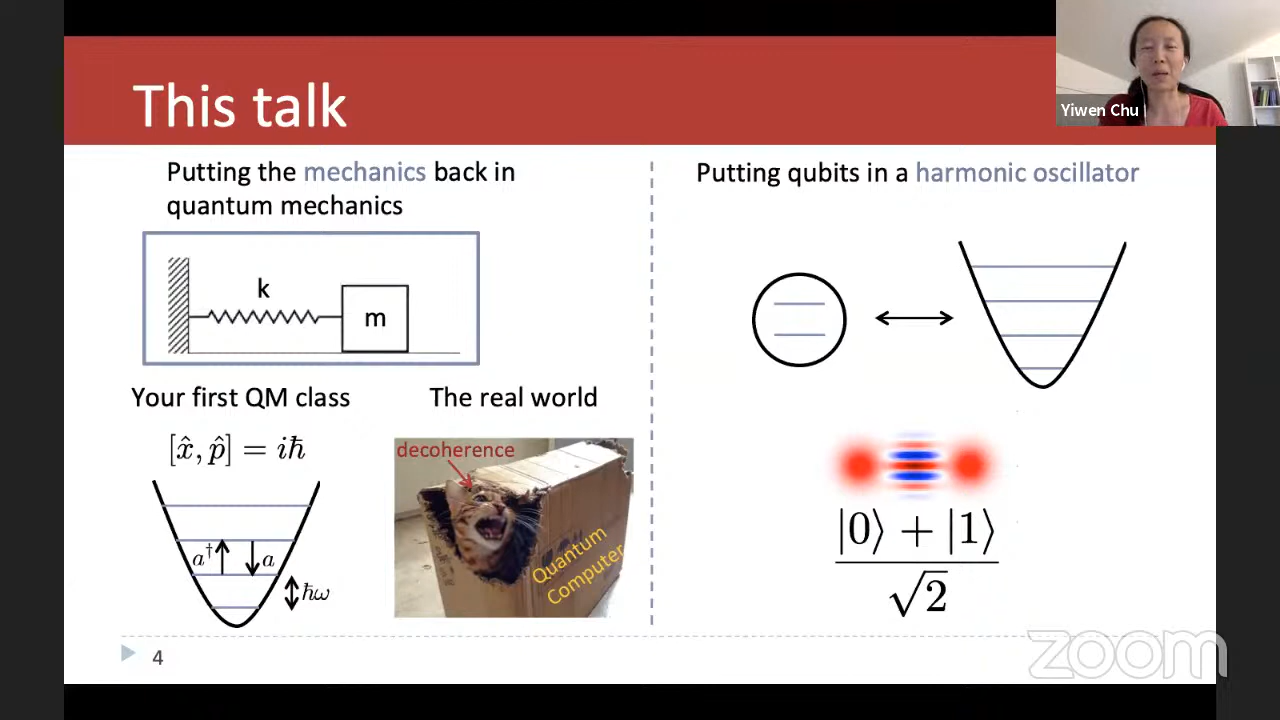 This talk
Yiwen Chu
Putting the mechanics back in
quantum mechanics
k
m
Your first QM class
The real world
[x̂, p̂] = iħ
a† a
ħω
decoherence
Quantum
Computer
Putting qubits in a harmonic oscillator
|0⟩ + |1⟩
√2
4
zoom